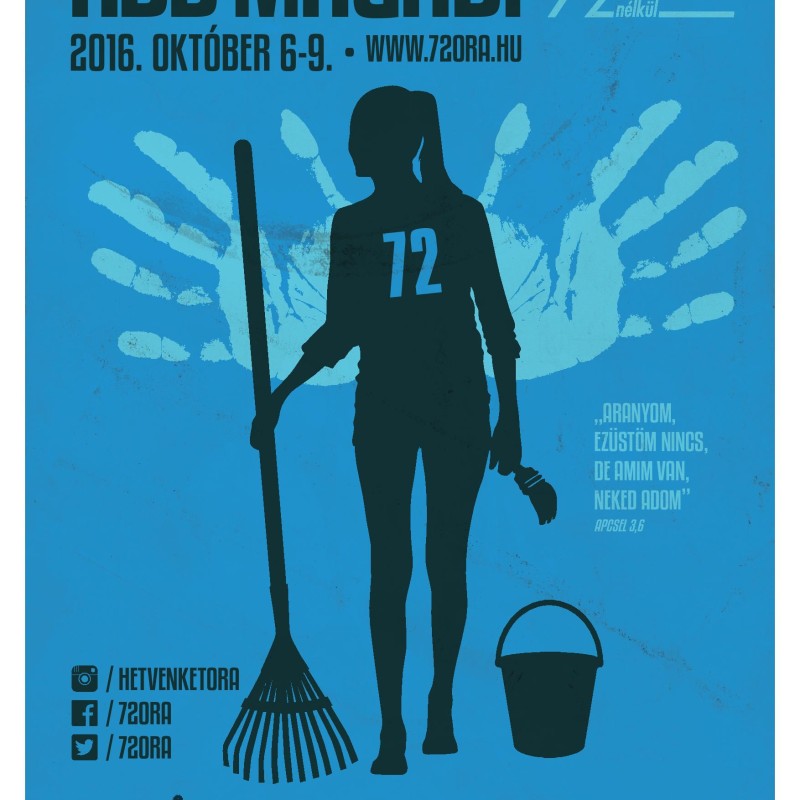 2016. OKTÓBER 6-9. • WWW.72ORA.HU
nélkül
72
„ARANYOM,
EZÜSTÖM NINCS,
DE AMIM VAN,
NEKED ADOM”
APCSEL 3,6
/ HETVENKETORA
/ 72ORA
/ 72ORA